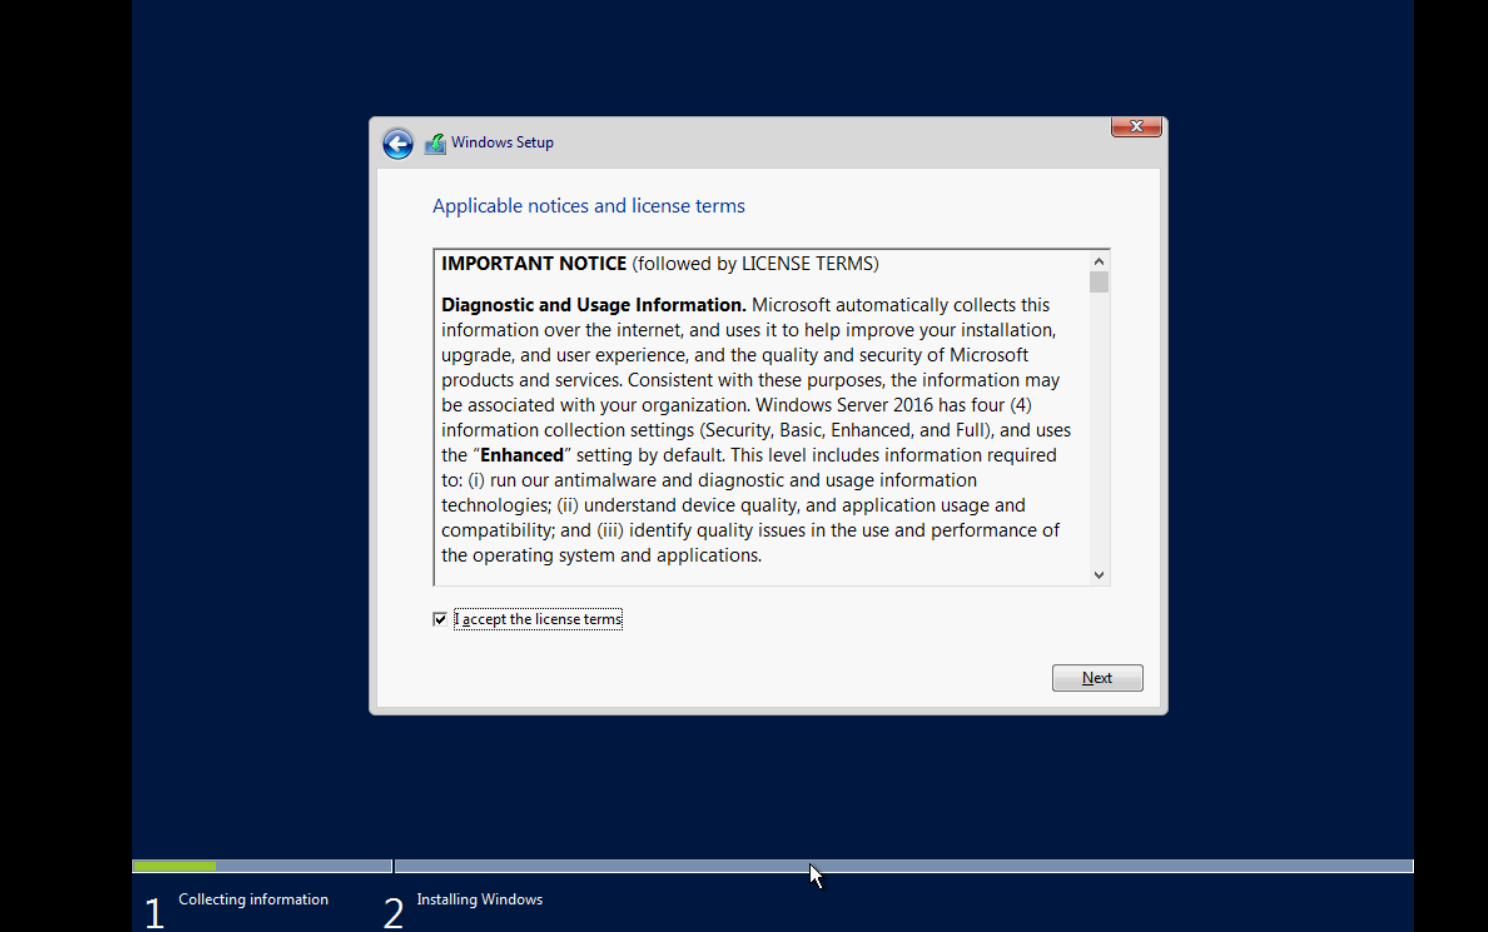 Windows Setup
Applicable notices and license terms
IMPORTANT NOTICE (followed by LICENSE TERMS)
Diagnostic and Usage Information. Microsoft automatically collects this
information over the internet, and uses it to help improve your installation,
upgrade, and user experience, and the quality and security of Microsoft
products and services. Consistent with these purposes, the information may
be associated with your organization. Windows Server 2016 has four (4)
information collection settings (Security, Basic, Enhanced, and Full), and uses
the “Enhanced” setting by default. This level includes information required
to: (i) run our antimalware and diagnostic and usage information
technologies; (ii) understand device quality, and application usage and
compatibility; and (iii) identify quality issues in the use and performance of
the operating system and applications.
I accept the license terms
Next
1 Collecting information
2 Installing Windows